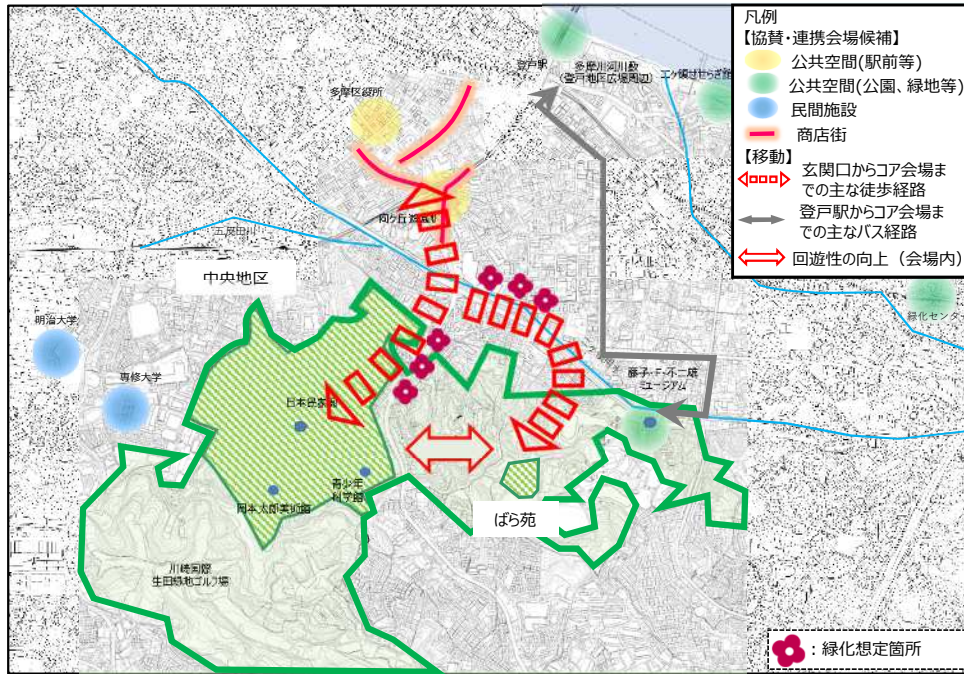 凡例
【協賛・連携会場候補】
公共空間(駅前等)
公共空間(公園、緑地等)
民間施設
商店街
【移動】
玄関口からコア会場ま
での主な徒歩経路
登戸駅からコア会場ま
での主なバス経路
回遊性の向上（会場内）
登戸駅
多摩川河川敷
(登戸地区広場周辺)
多摩区役所
五反田川
中央地区
明治大学
専修大学
日本民家園
藤子・F・不二雄
ミュージアム
緑化センタ
青少年
科学館
岡本太郎美術館
ばら苑
川崎国際
生田緑地ゴルフ場
：緑化想定箇所